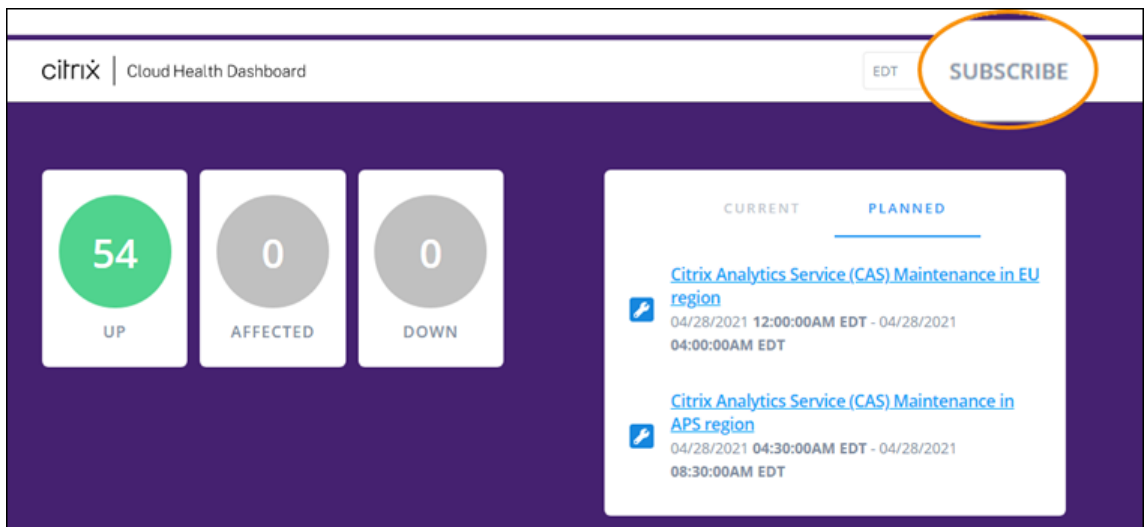 citrix | Cloud Health Dashboard
EDT
SUBSCRIBE
54
UP
0
AFFECTED
0
DOWN
CURRENT
PLANNED
Citrix Analytics Service (CAS) Maintenance in EU
region
04/28/2021 12:00:00AM EDT - 04/28/2021
04:00:00AM EDT
Citrix Analytics Service (CAS) Maintenance in
APS region
04/28/2021 04:30:00AM EDT - 04/28/2021
08:30:00AM EDT